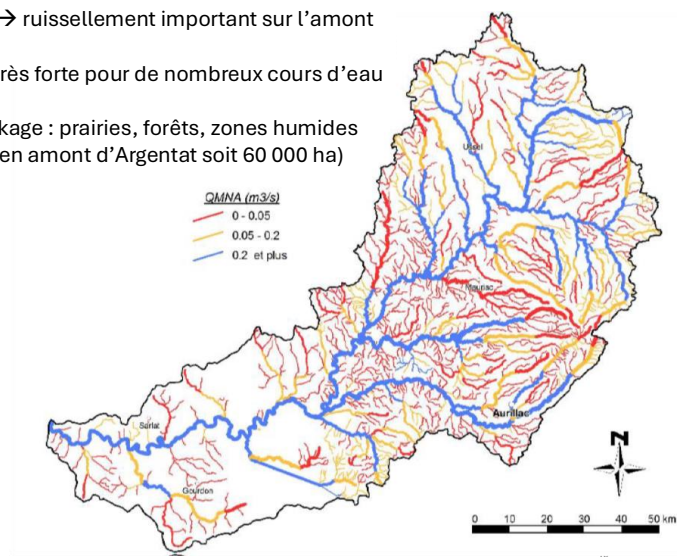 → ruissellement important sur l’amont
rès forte pour de nombreux cours d’eau
kage : prairies, forêts, zones humides
en amont d’Argentat soit 60 000 ha)
QMNA (m3/s)
0 - 0.05
0.05 - 0.2
0.2 et plus
Ussel
Mauriac
Aurillac
Sarlat
Gourdon
N
0 10 20 30 40 50 km